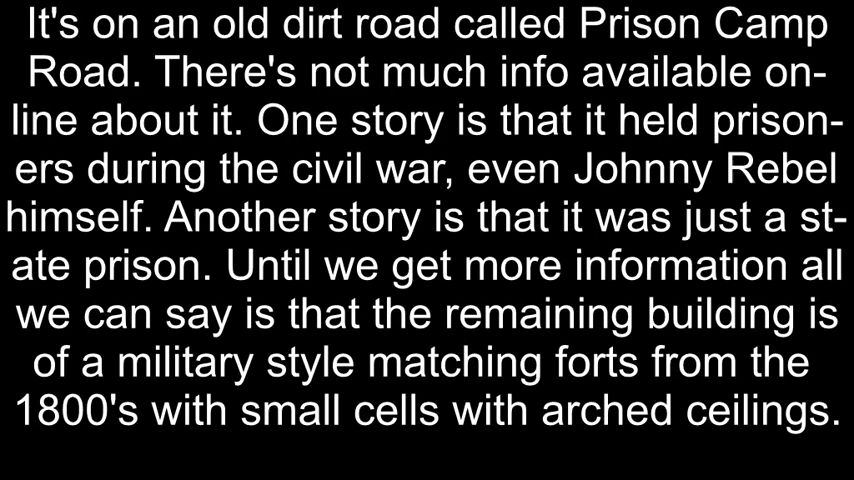 It's on an old dirt road called Prison Camp
Road. There's not much info available on-
line about it. One story is that it held prison-
ers during the civil war, even Johnny Rebel
himself. Another story is that it was just a st-
ate prison. Until we get more information all
we can say is that the remaining building is
of a military style matching forts from the
1800's with small cells with arched ceilings.